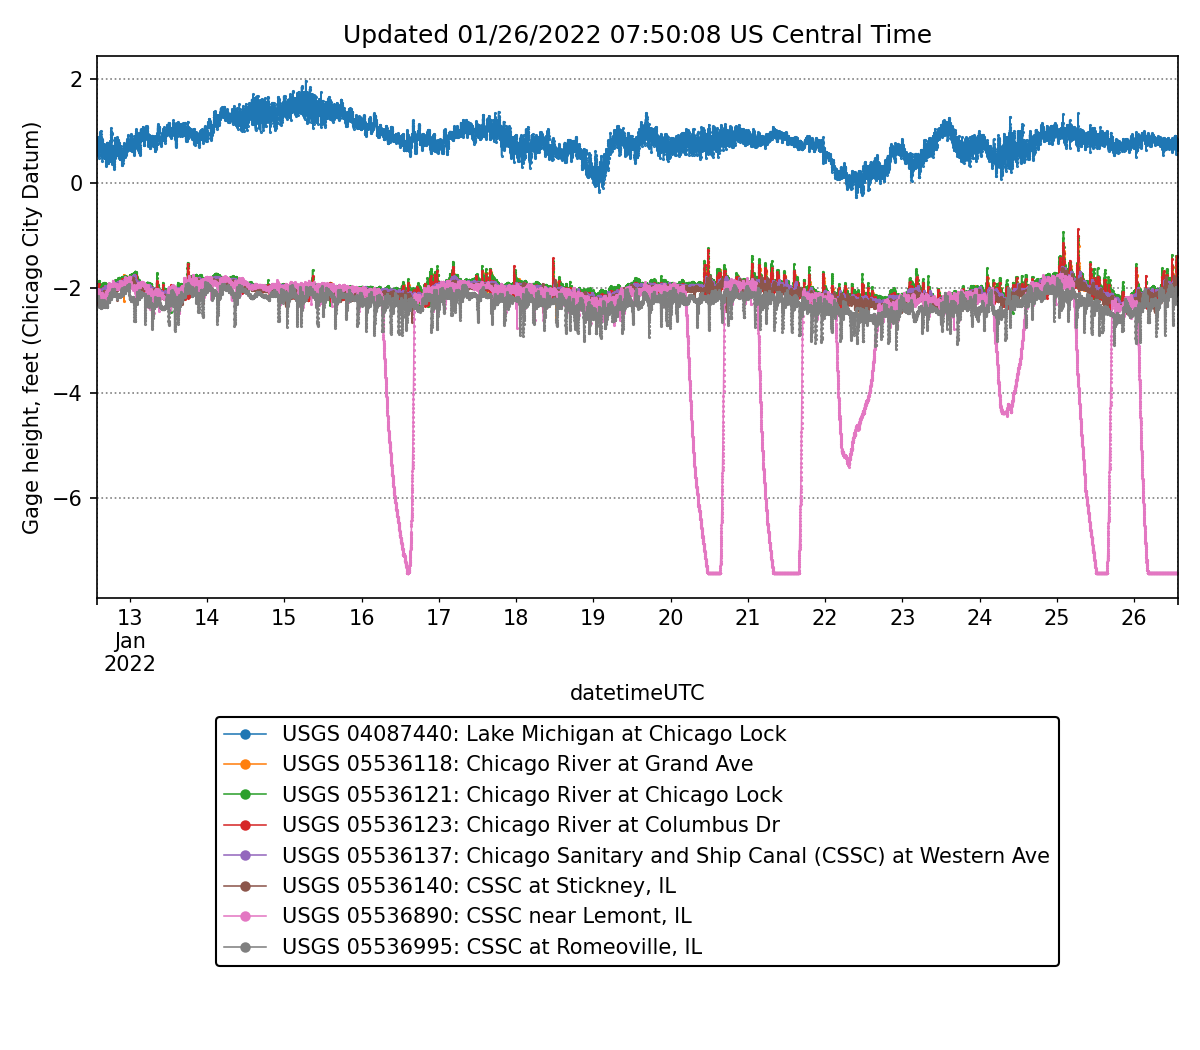 Updated 01/26/2022 07:50:08 US Central Time
Gage height, feet (Chicago City Datum)
2
0
−2
−4
−6
13 14 15 16 17 18 19 20 21 22 23 24 25 26
Jan
2022
datetimeUTC
USGS 04087440: Lake Michigan at Chicago Lock
USGS 05536118: Chicago River at Grand Ave
USGS 05536121: Chicago River at Chicago Lock
USGS 05536123: Chicago River at Columbus Dr
USGS 05536137: Chicago Sanitary and Ship Canal (CSSC) at Western Ave
USGS 05536140: CSSC at Stickney, IL
USGS 05536890: CSSC near Lemont, IL
USGS 05536995: CSSC at Romeoville, IL